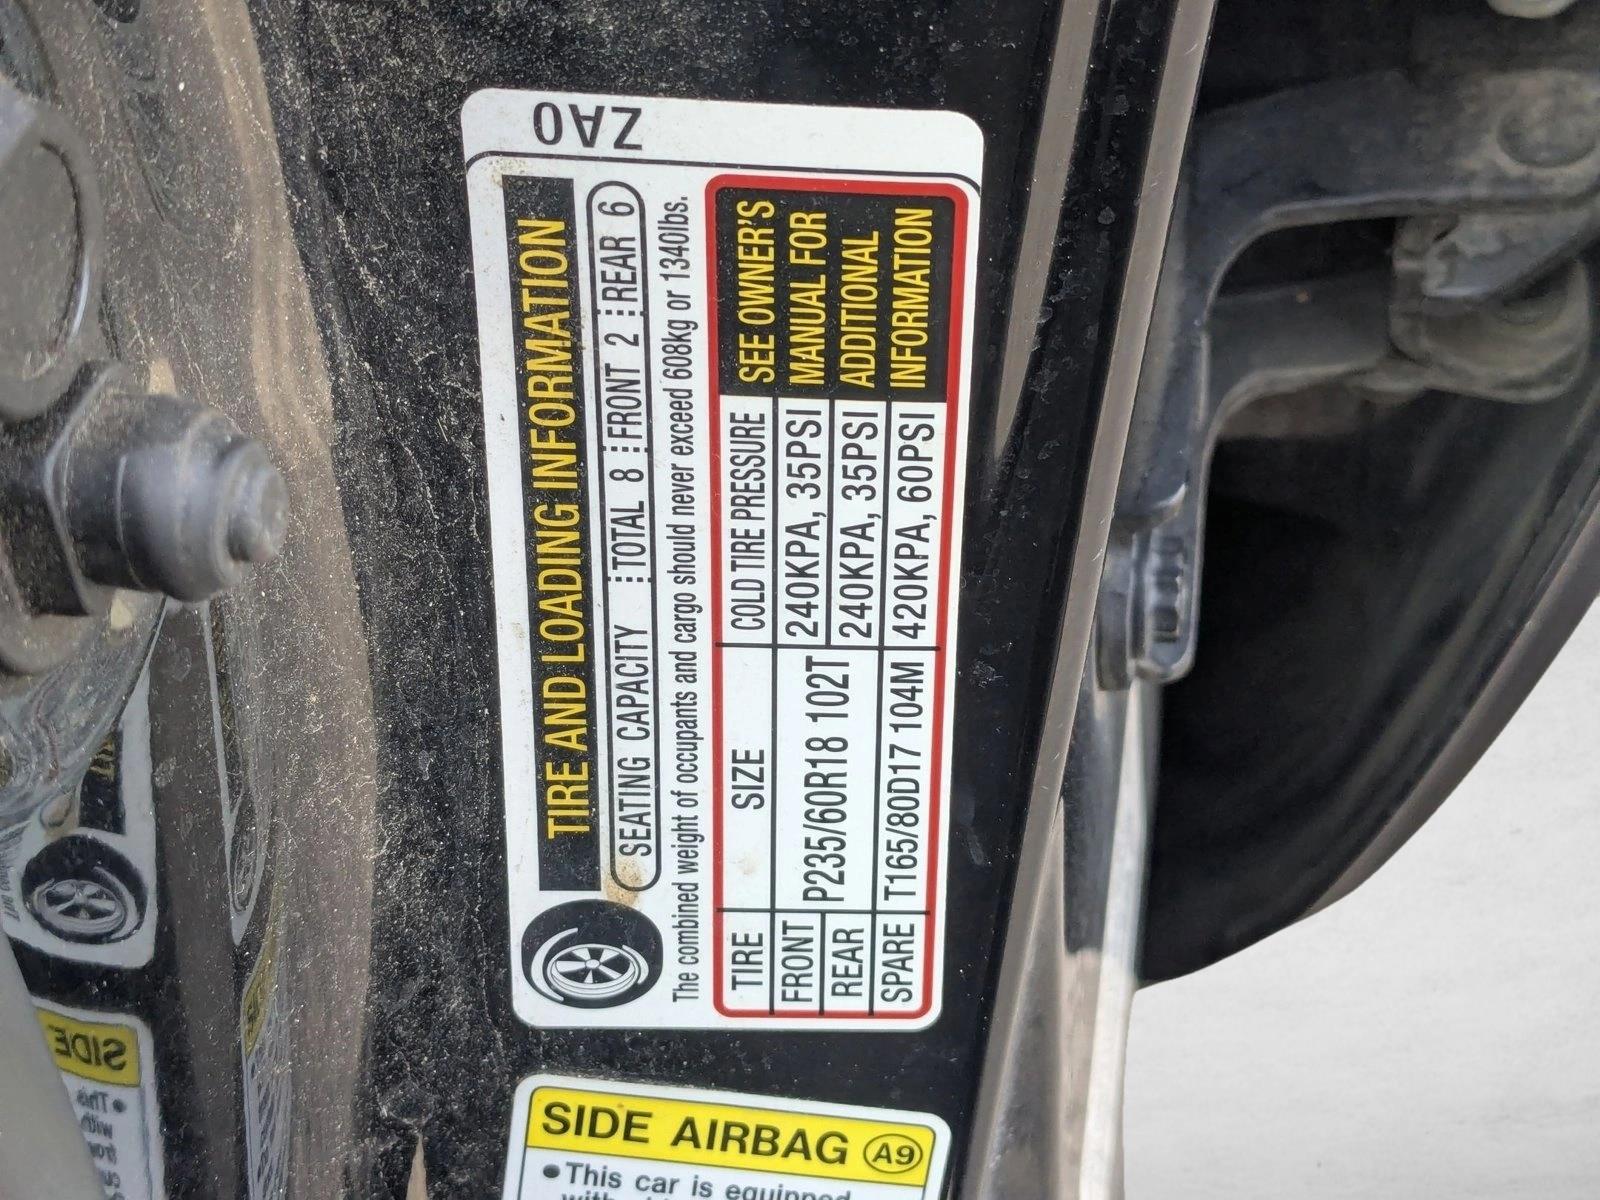 ZA0
TIRE AND LOADING INFORMATION
SEATING CAPACITY TOTAL 8 FRONT 2 REAR 6
The combined weight of occupants and cargo should never exceed 608kg or 1340lbs.
TIRE SIZE COLD TIRE PRESSURE
FRONT P235/60R18 102T 240KPA, 35PSI
REAR 240KPA, 35PSI
SPARE T165/80D17 104M 420KPA, 60PSI
SEE OWNER'S
MANUAL FOR
ADDITIONAL
INFORMATION
SIDE AIRBAG A9
• This car is equipped
SIDE
• This
with